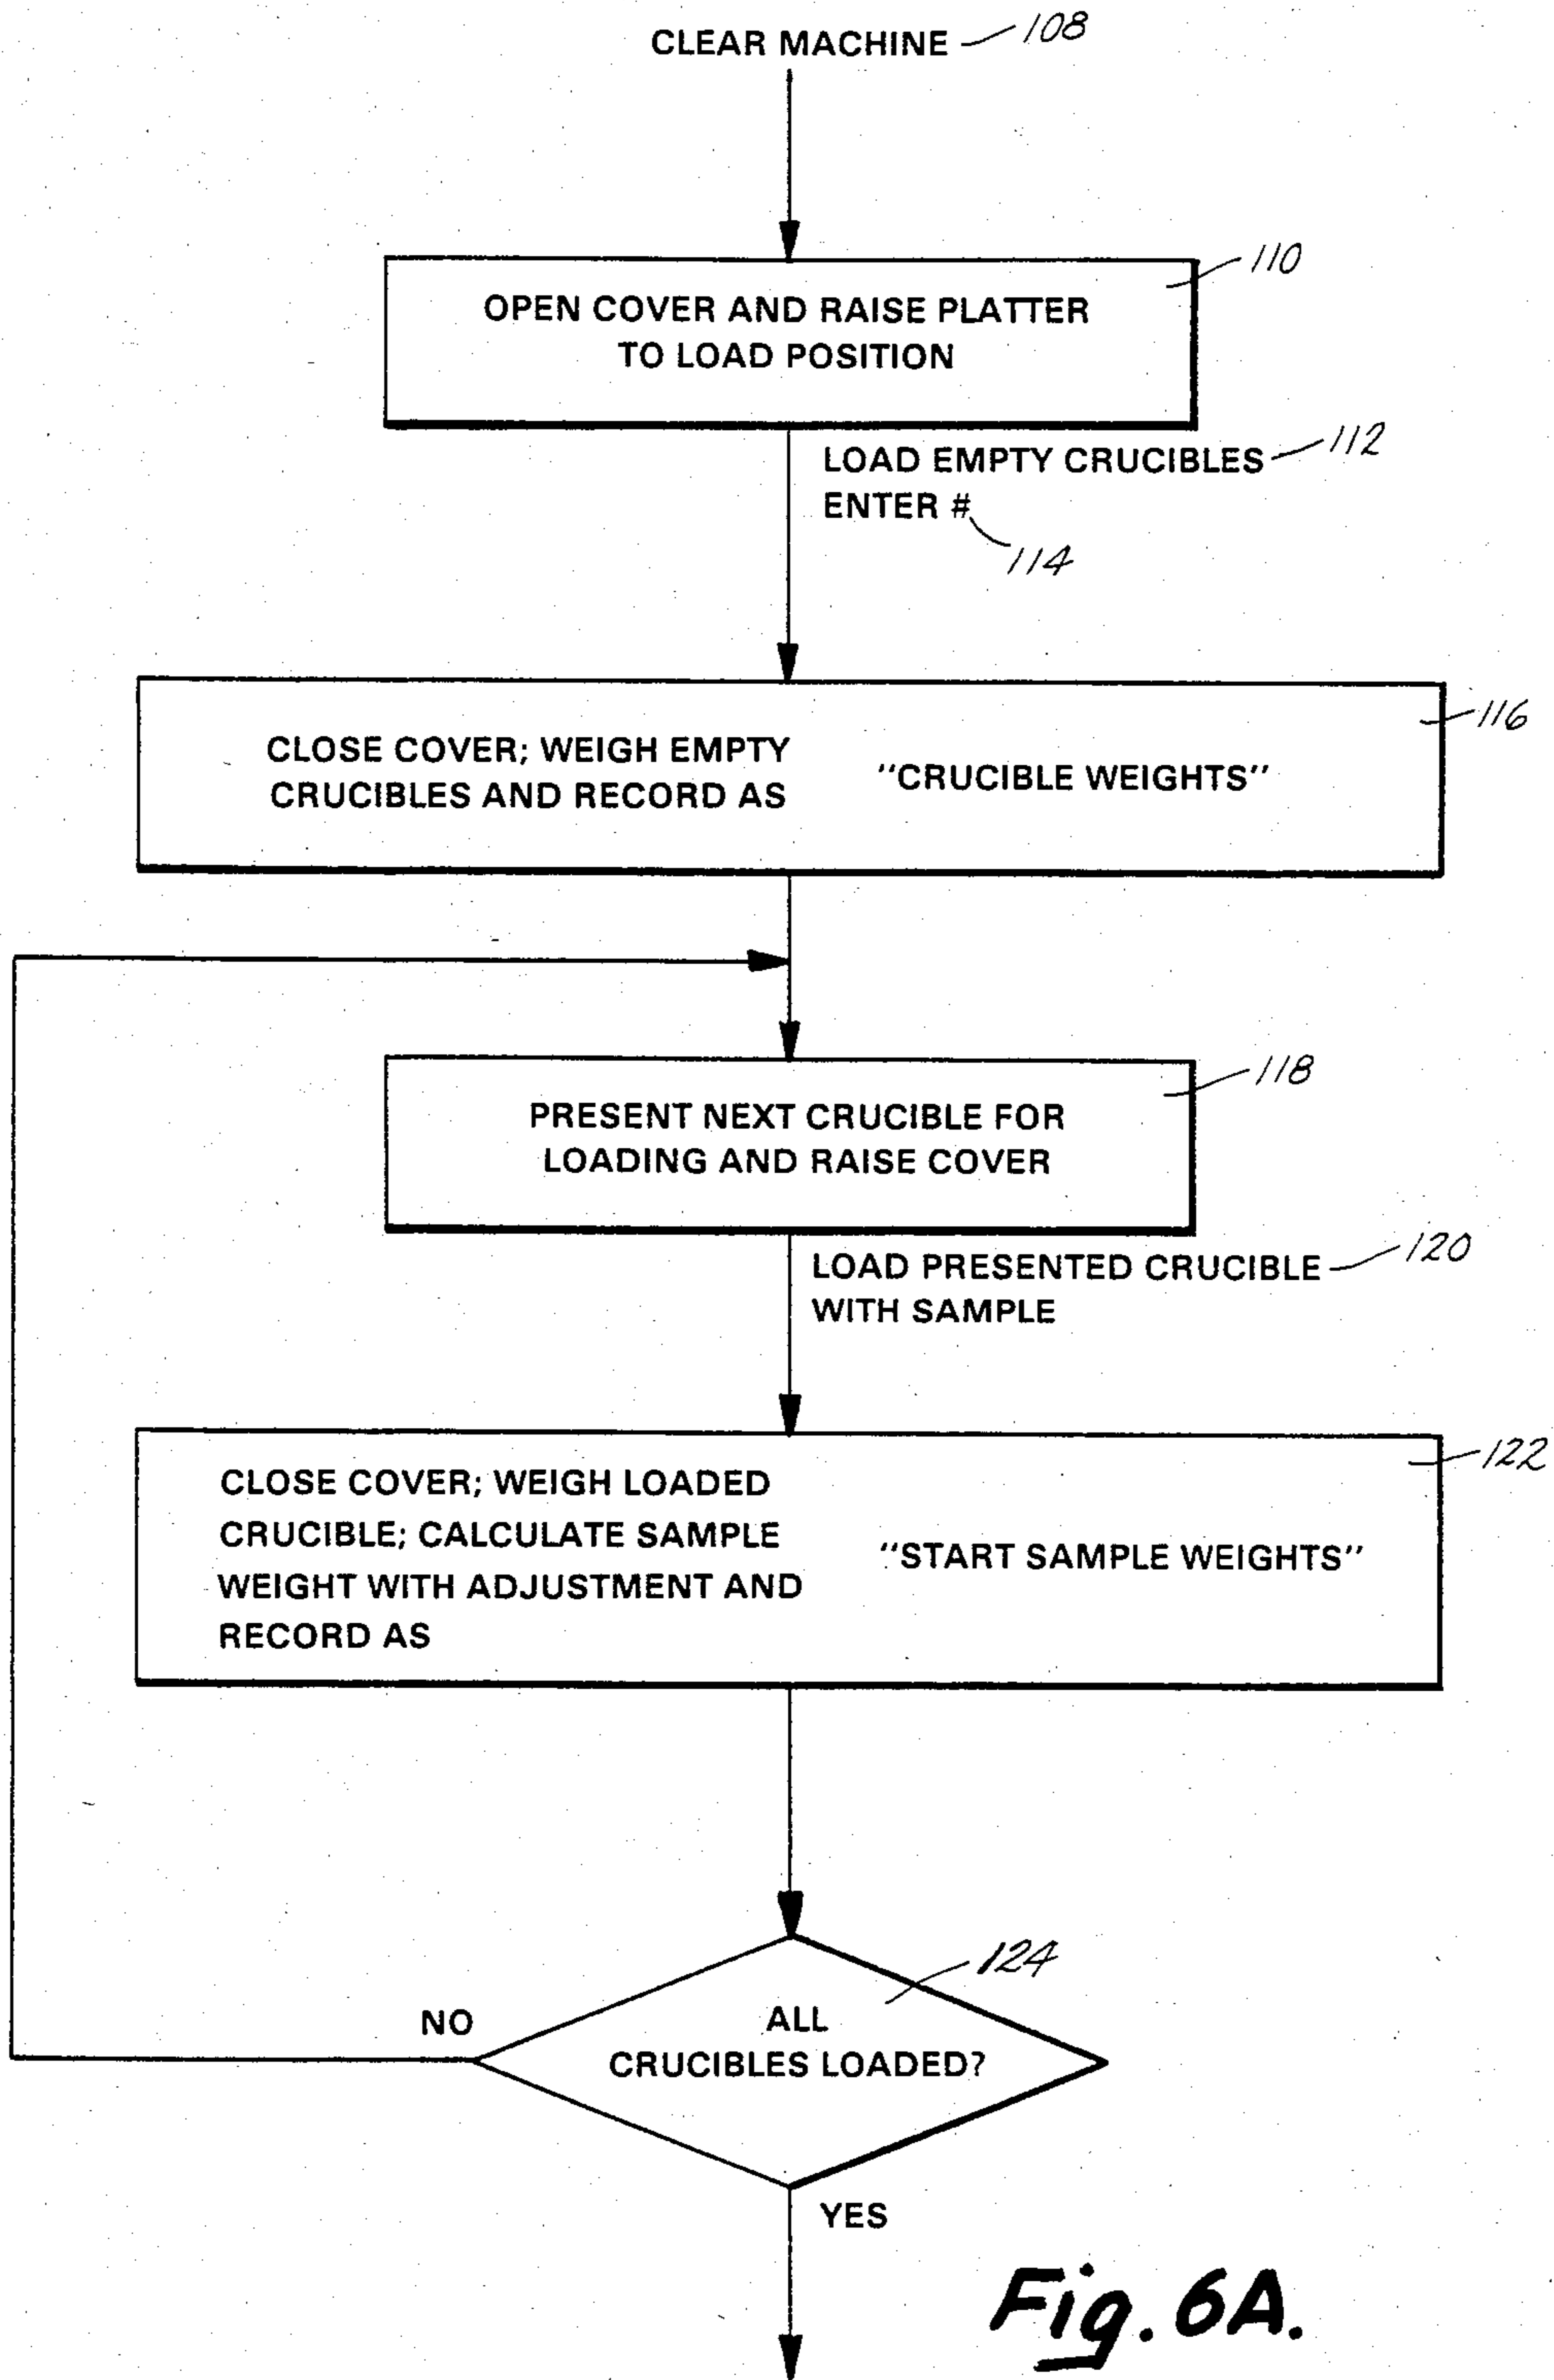 CLEAR MACHINE 108
110
OPEN COVER AND RAISE PLATTER
TO LOAD POSITION
LOAD EMPTY CRUCIBLES 112
ENTER #
114
116
CLOSE COVER; WEIGH EMPTY
CRUCIBLES AND RECORD AS
"CRUCIBLE WEIGHTS"
118
PRESENT NEXT CRUCIBLE FOR
LOADING AND RAISE COVER
LOAD PRESENTED CRUCIBLE 120
WITH SAMPLE
122
CLOSE COVER; WEIGH LOADED
CRUCIBLE; CALCULATE SAMPLE
WEIGHT WITH ADJUSTMENT AND
RECORD AS
"START SAMPLE WEIGHTS"
124
NO
ALL
CRUCIBLES LOADED?
YES
Fig. 6A.